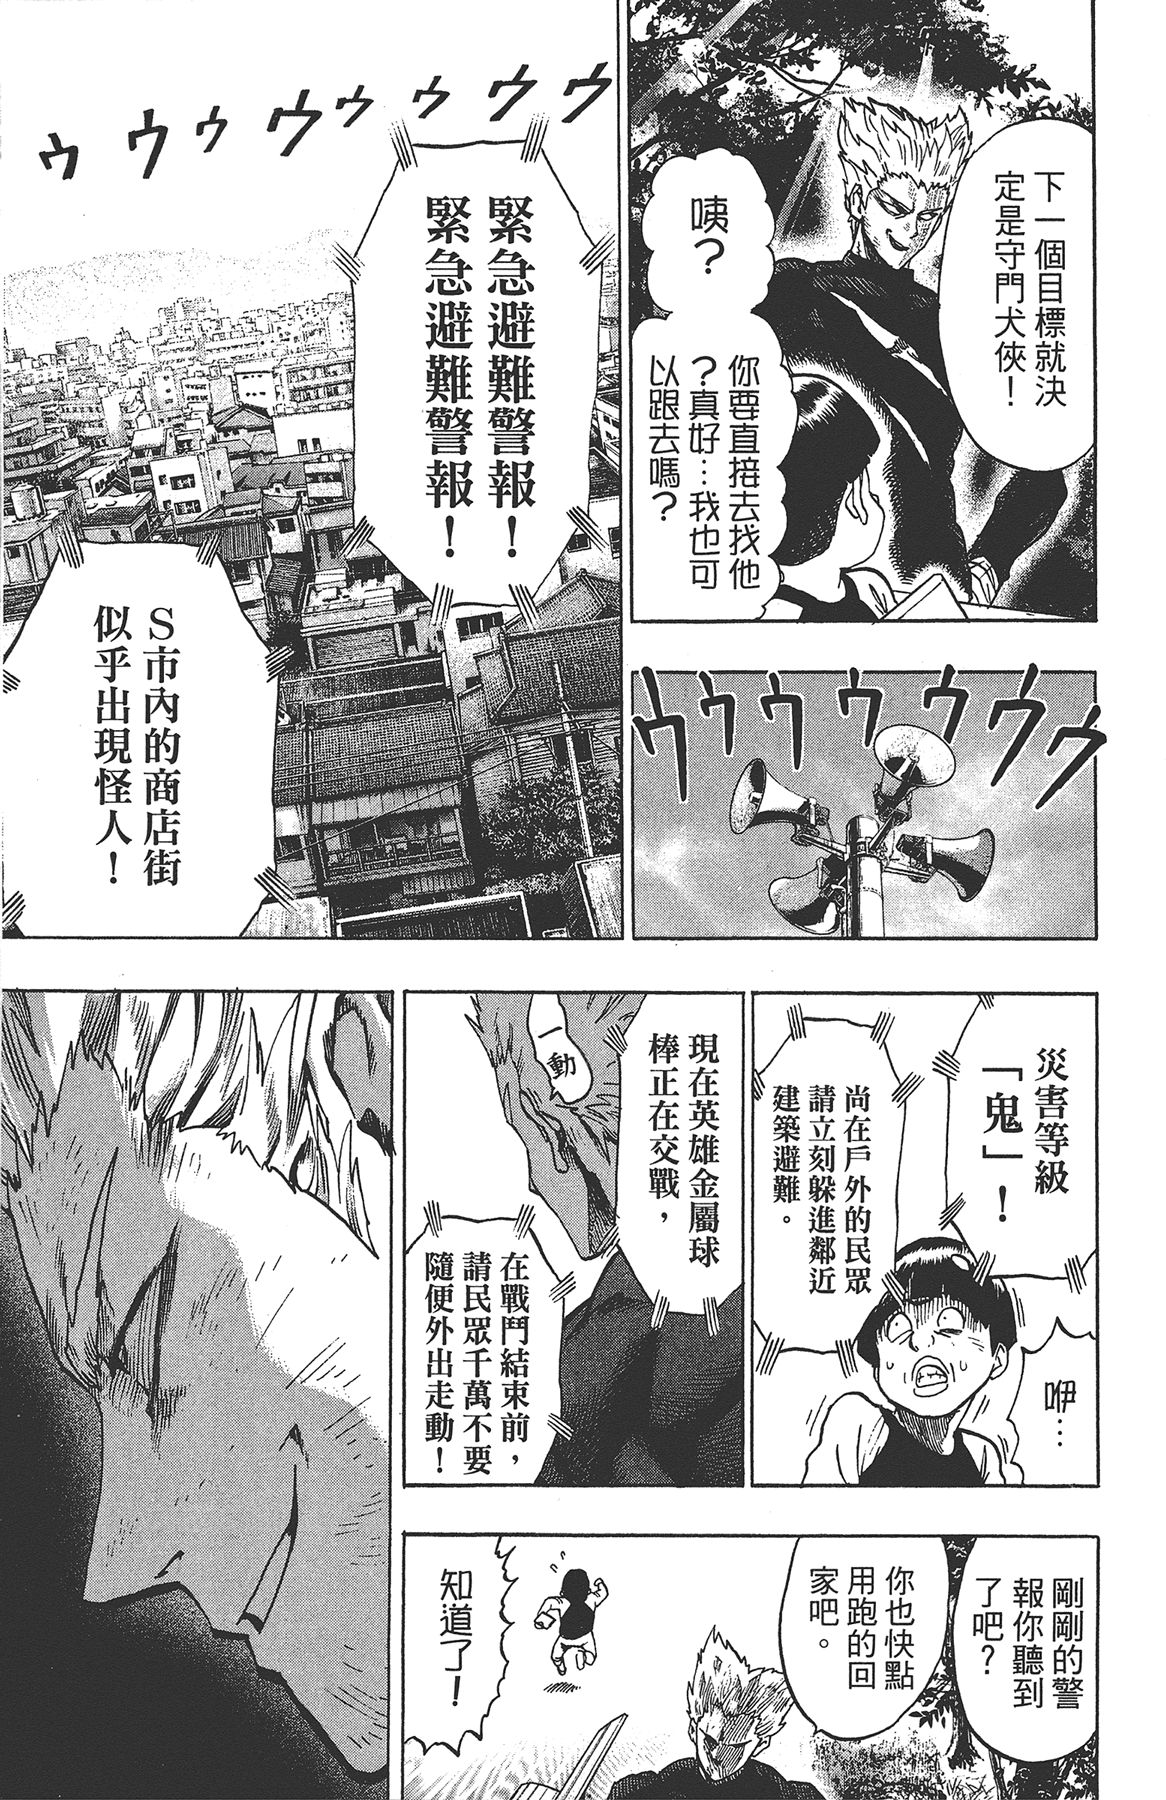 下一個目標就決
定是守門犬俠！
咦？
你要直接去找他
？真好…我也可
以跟去嗎？
ウウウウウウウ
ウウウウウウウウ
緊急避難警報！
緊急避難警報！
Ｓ市內的商店街
似乎出現怪人！
災害等級
「鬼」！
尚在戶外的民眾
請立刻躲進鄰近
建築避難。
咿…
現在英雄金屬球
棒正在交戰，
動
在戰鬥結束前，
請民眾千萬不要
隨便外出走動！
剛剛的警
報你聽到
了吧？
你也快點
用跑的回
家吧。
知道了！